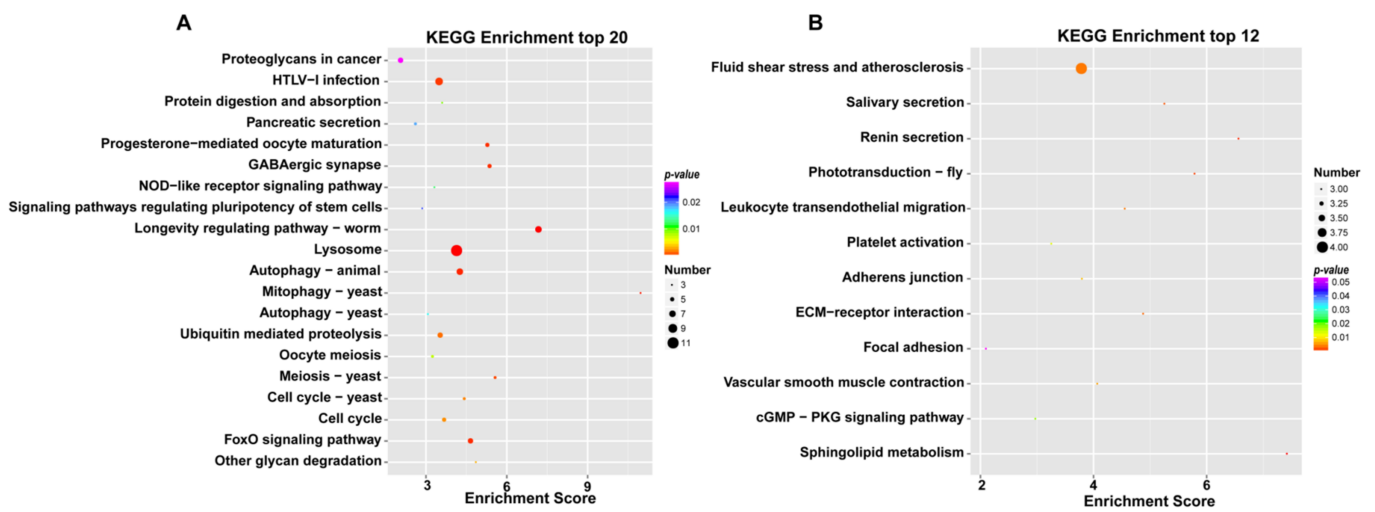 A
KEGG Enrichment top 20
Proteoglycans in cancer
HTLV−I infection
Protein digestion and absorption
Pancreatic secretion
Progesterone−mediated oocyte maturation
GABAergic synapse
NOD−like receptor signaling pathway
Signaling pathways regulating pluripotency of stem cells
Longevity regulating pathway − worm
Lysosome
Autophagy − animal
Mitophagy − yeast
Autophagy − yeast
Ubiquitin mediated proteolysis
Oocyte meiosis
Meiosis − yeast
Cell cycle − yeast
Cell cycle
FoxO signaling pathway
Other glycan degradation
3 6 9
Enrichment Score
p-value
0.02
0.01
Number
3
5
7
9
11
B
KEGG Enrichment top 12
Fluid shear stress and atherosclerosis
Salivary secretion
Renin secretion
Phototransduction − fly
Leukocyte transendothelial migration
Platelet activation
Adherens junction
ECM−receptor interaction
Focal adhesion
Vascular smooth muscle contraction
cGMP − PKG signaling pathway
Sphingolipid metabolism
2 4 6
Enrichment Score
Number
3.00
3.25
3.50
3.75
4.00
p-value
0.05
0.04
0.03
0.02
0.01